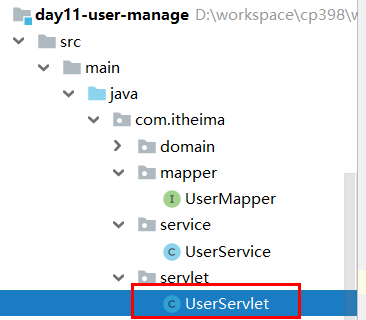 day11-user-manage D:\workspace\cp398\w
src
main
java
com.itheima
domain
mapper
I UserMapper
service
C UserService
servlet
C UserServlet